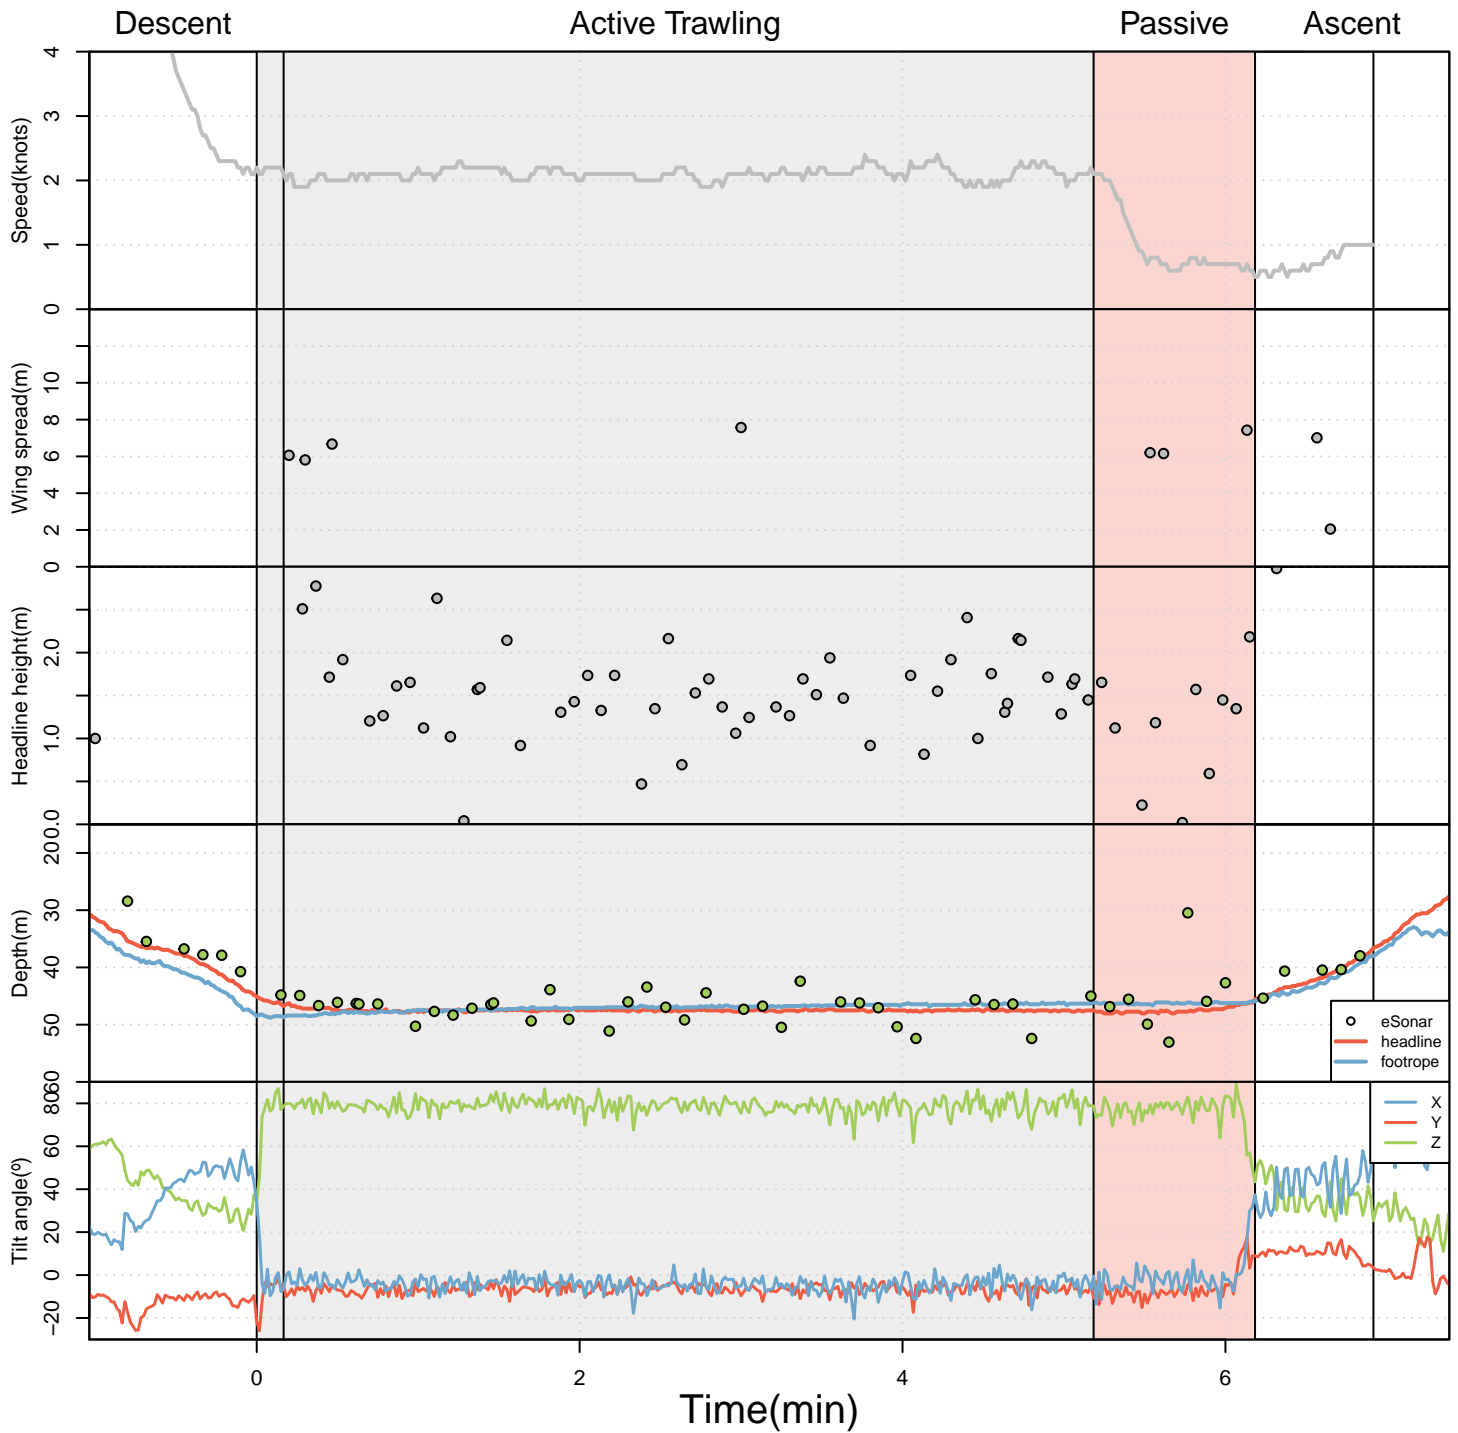 Descent Active Trawling Passive Ascent
Speed(knots)
4
3
2
1
0
Wing spread(m)
10
8
6
4
2
0
Headline height(m)
2.0
1.0
0.0
Depth(m)
20
30
40
50
60
eSonar
headline
footrope
Tilt angle(º)
80
60
40
20
0
−20
X
Y
Z
0 2 4 6
Time(min)